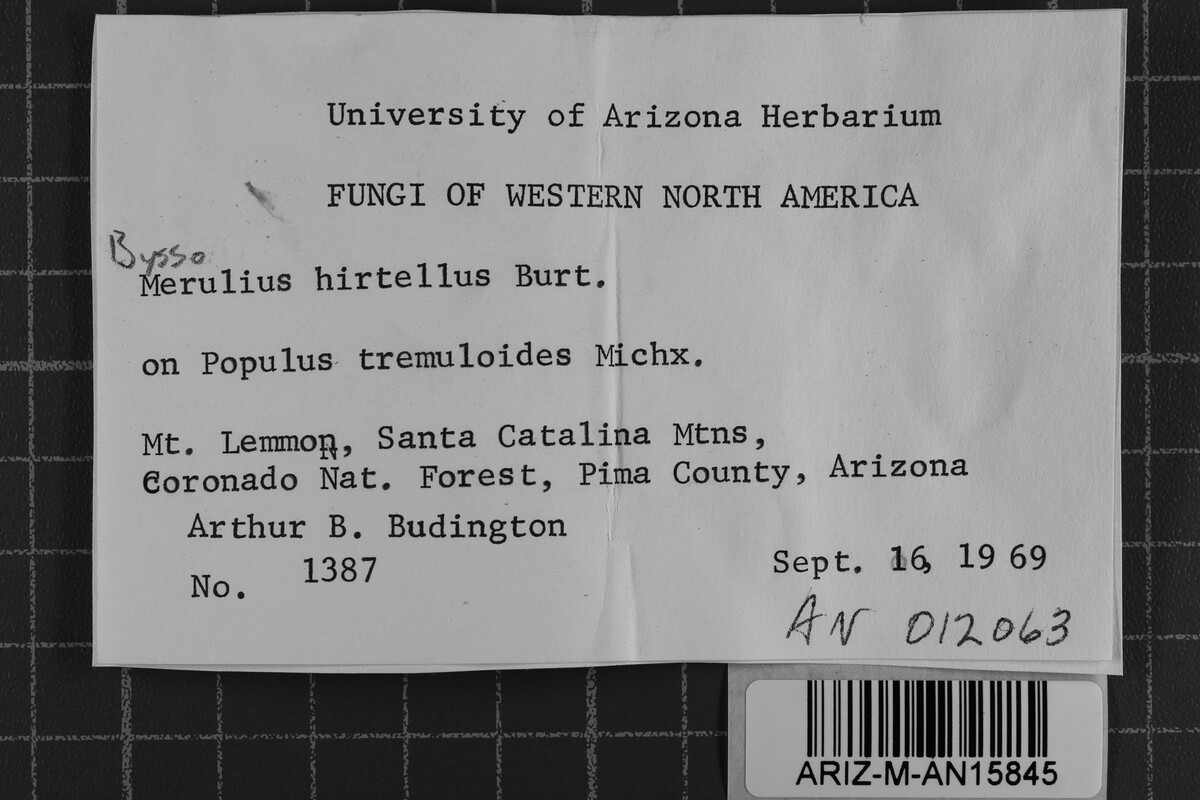 University of Arizona Herbarium
FUNGI OF WESTERN NORTH AMERICA
Bysso
Merulius hirtellus Burt.
on Populus tremuloides Michx.
Mt. Lemmon, Santa Catalina Mtns,
Coronado Nat. Forest, Pima County, Arizona
Arthur B. Budington
No. 1387
Sept. 16, 1969
AN 012063
ARIZ-M-AN15845